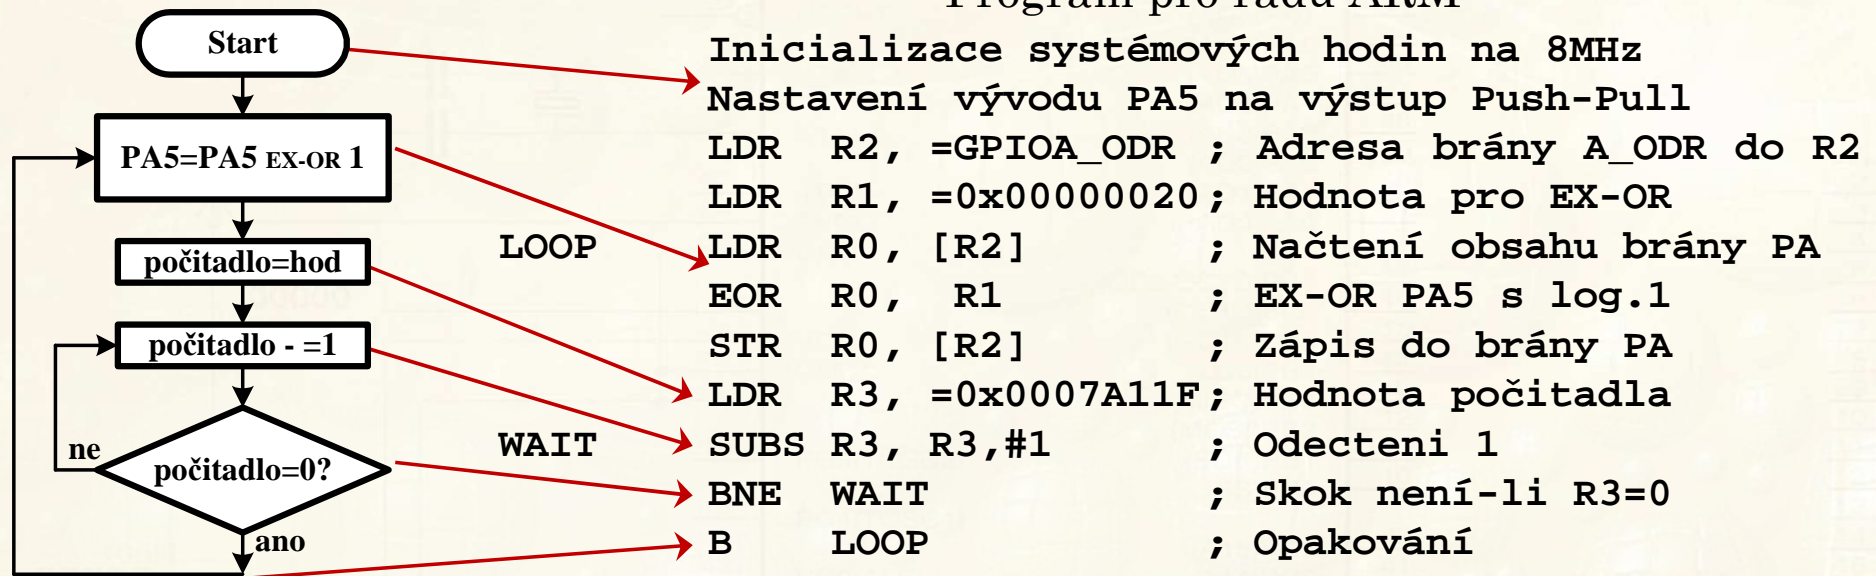 Program pro řadu ARM
Start
PA5=PA5 EX-OR 1
počitadlo=hod
počitadlo - =1
ne
počitadlo=0?
ano
Inicializace systémových hodin na 8MHz
Nastavení vývodu PA5 na výstup Push-Pull
LDR R2, =GPIOA_ODR ; Adresa brány A_ODR do R2
LDR R1, =0x00000020; Hodnota pro EX-OR
LOOP LDR R0, [R2] ; Načtení obsahu brány PA
EOR R0, R1 ; EX-OR PA5 s log.1
STR R0, [R2] ; Zápis do brány PA
LDR R3, =0x0007A11F; Hodnota počitadla
WAIT SUBS R3, R3,#1 ; Odecteni 1
BNE WAIT ; Skok není-li R3=0
B LOOP ; Opakování